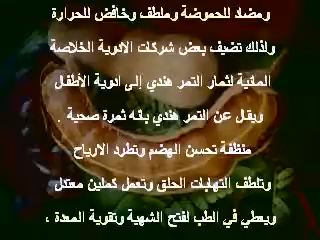 ومضاد للحموضة وملطف وخافض للحرارة
ولذلك تضيف بعض شركات الادوية الخلاصة
المائية لثمار التمر هندي إلى ادوية الأطفال
ويقال عن التمر هندي بانه ثمرة صحية
منظفة تحسن الهضم وتطرد الارياح
وتلطف التهابات الحلق وتعمل كملين معتدل
ويعطي في الطب لفتح الشهية وتقوية المعدة ،